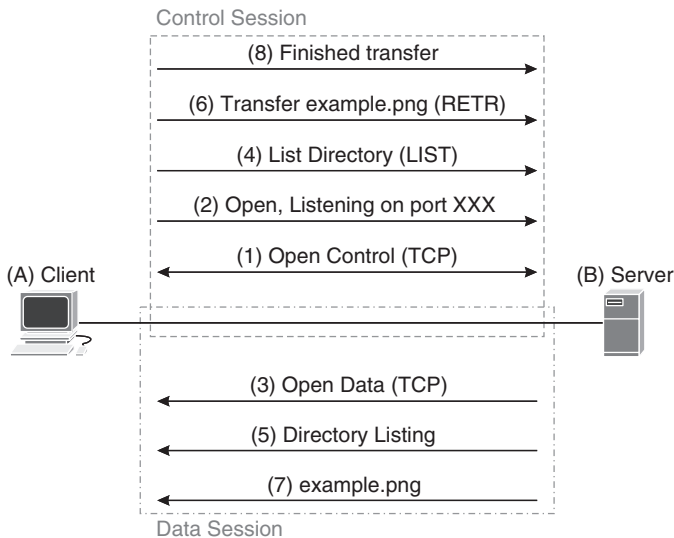 Control Session
(8) Finished transfer
(6) Transfer example.png (RETR)
(4) List Directory (LIST)
(2) Open, Listening on port XXX
(1) Open Control (TCP)
(A) Client
(B) Server
(3) Open Data (TCP)
(5) Directory Listing
(7) example.png
Data Session